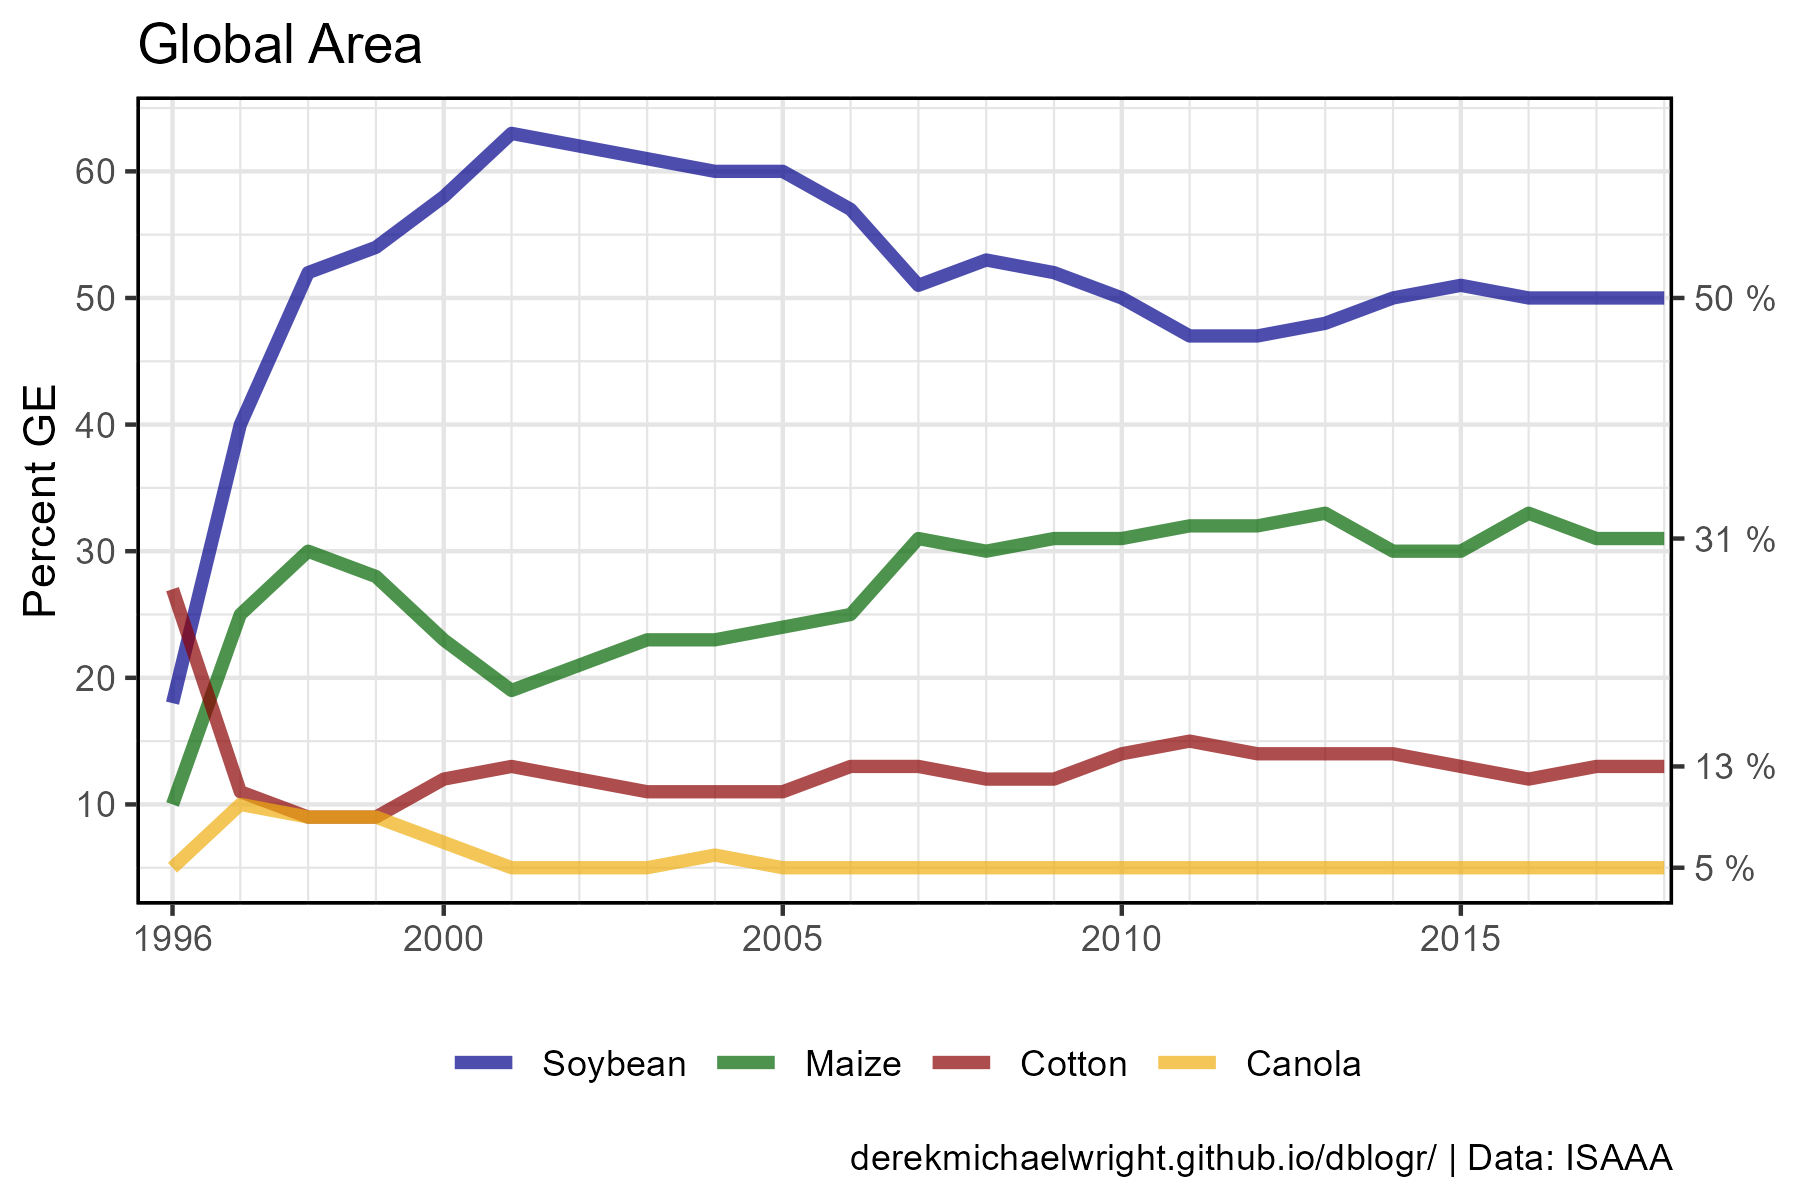 Global Area
Percent GE
60
50
40
30
20
10
50 %
31 %
13 %
5 %
1996 2000 2005 2010 2015
Soybean Maize Cotton Canola
derekmichaelwright.github.io/dblogr/ | Data: ISAAA